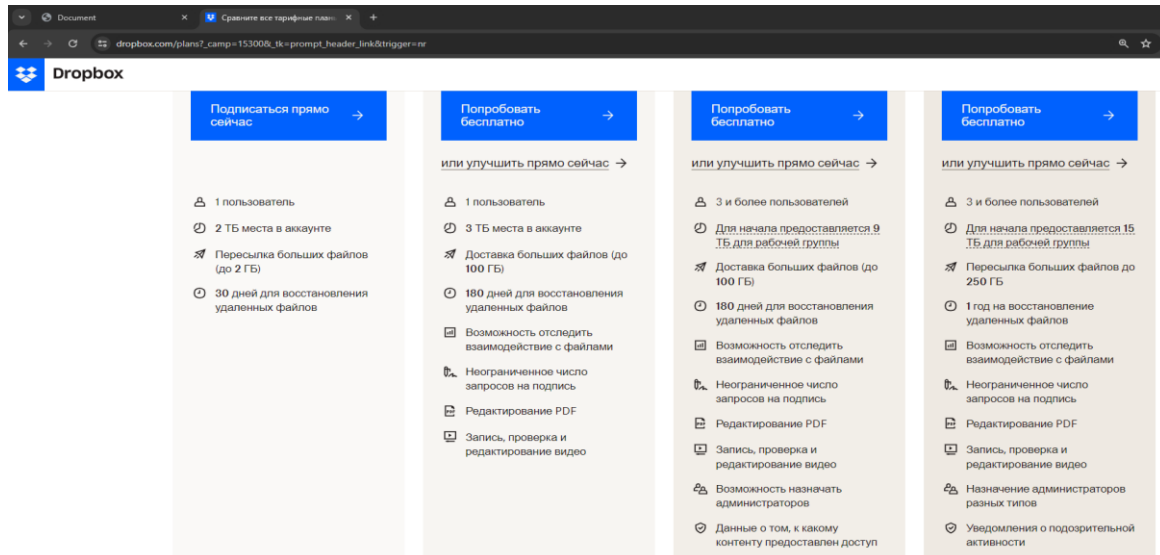 Document
Сравните все тарифные план
dropbox.com/plans?_camp=15300&_tk=prompt_header_link&trigger=nr
Dropbox
Подписаться прямо
сейчас
1 пользователь
2 ТБ места в аккаунте
Пересылка больших файлов
(до 2 ГБ)
30 дней для восстановления
удаленных файлов
Попробовать
бесплатно
или улучшить прямо сейчас
1 пользователь
3 ТБ места в аккаунте
Доставка больших файлов (до
100 ГБ)
180 дней для восстановления
удаленных файлов
Возможность отследить
взаимодействие с файлами
Неограниченное число
запросов на подпись
Редактирование PDF
Запись, проверка и
редактирование видео
Попробовать
бесплатно
или улучшить прямо сейчас
3 и более пользователей
Для начала предоставляется 9
ТБ для рабочей группы
Доставка больших файлов (до
100 ГБ)
180 дней для восстановления
удаленных файлов
Возможность отследить
взаимодействие с файлами
Неограниченное число
запросов на подпись
Редактирование PDF
Запись, проверка и
редактирование видео
Возможность назначать
администраторов
Данные о том, к какому
контенту предоставлен доступ
Попробовать
бесплатно
или улучшить прямо сейчас
3 и более пользователей
Для начала предоставляется 15
ТБ для рабочей группы
Пересылка больших файлов до
250 ГБ
1 год на восстановление
удаленных файлов
Возможность отследить
взаимодействие с файлами
Неограниченное число
запросов на подпись
Редактирование PDF
Запись, проверка и
редактирование видео
Назначение администраторов
разных типов
Уведомления о подозрительной
активности